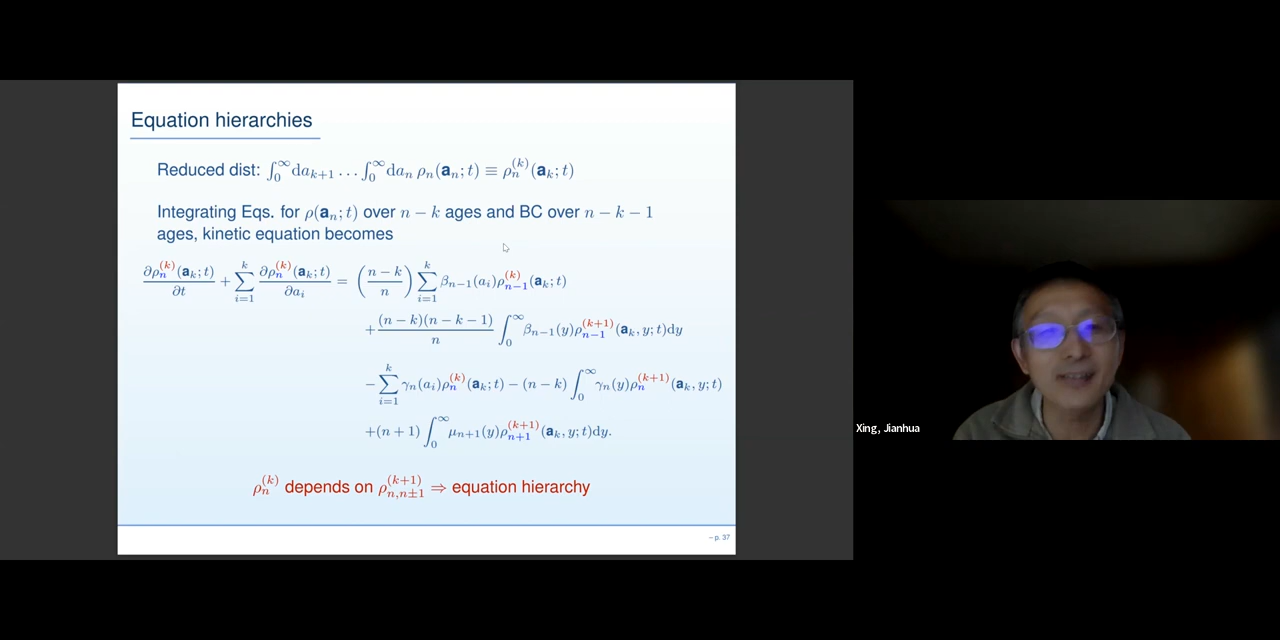 Equation hierarchies
Reduced dist: ∫₀^∞ da_{k+1} … ∫₀^∞ da_n ρ_n(a_n; t) ≡ ρ_n^{(k)}(a_k; t)
Integrating Eqs. for ρ(a_n; t) over n − k ages and BC over n − k − 1
ages, kinetic equation becomes
∂ρ_n^{(k)}(a_k; t)/∂t + ∑_{i=1}^{k} ∂ρ_n^{(k)}(a_k; t)/∂a_i = ((n − k)/n) ∑_{i=1}^{k} β_{n−1}(a_i)ρ_{n−1}^{(k)}(a_k; t)
+ (n − k)(n − k − 1)/n ∫₀^∞ β_{n−1}(y)ρ_{n−1}^{(k+1)}(a_k, y; t)dy
− ∑_{i=1}^{k} γ_n(a_i)ρ_n^{(k)}(a_k; t) − (n − k) ∫₀^∞ γ_n(y)ρ_n^{(k+1)}(a_k, y; t)
+(n + 1) ∫₀^∞ μ_{n+1}(y)ρ_{n+1}^{(k+1)}(a_k, y; t)dy.
ρ_n^{(k)} depends on ρ_{n,n±1}^{(k+1)} ⇒ equation hierarchy
– p. 37
Xing, Jianhua